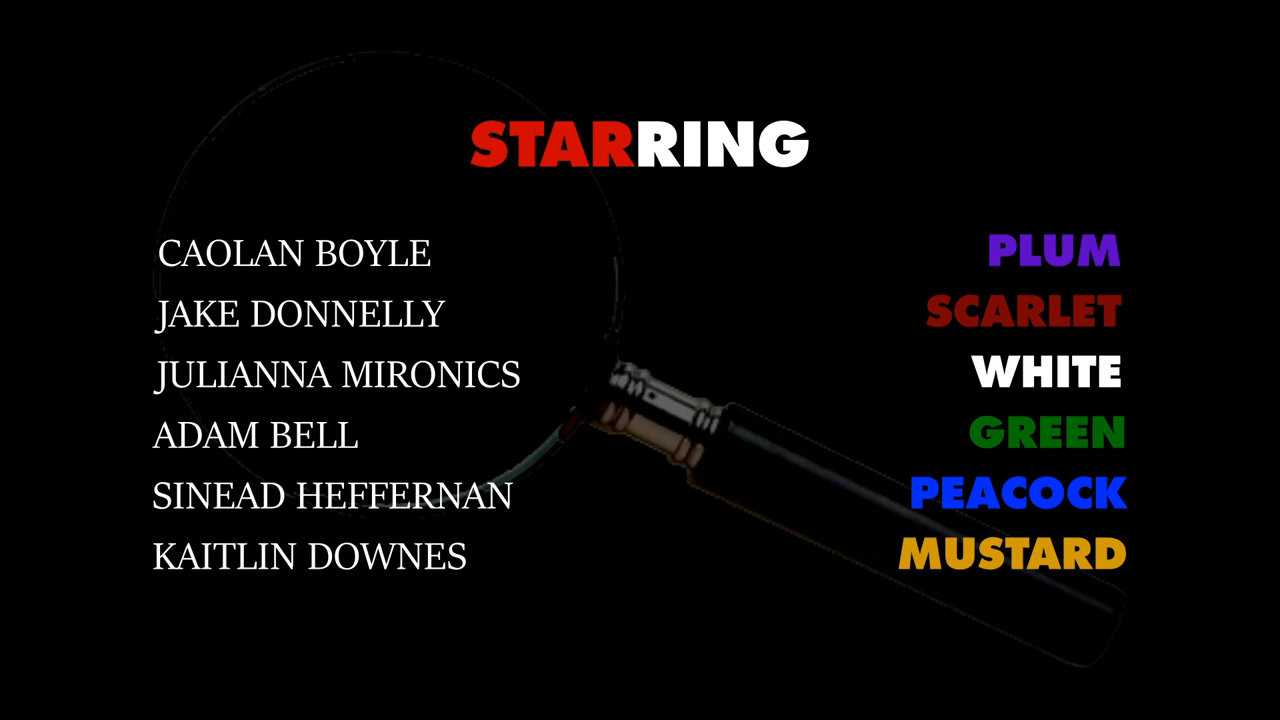 STARRING
CAOLAN BOYLE PLUM
JAKE DONNELLY SCARLET
JULIANNA MIRONICS WHITE
ADAM BELL GREEN
SINEAD HEFFERNAN PEACOCK
KAITLIN DOWNES MUSTARD